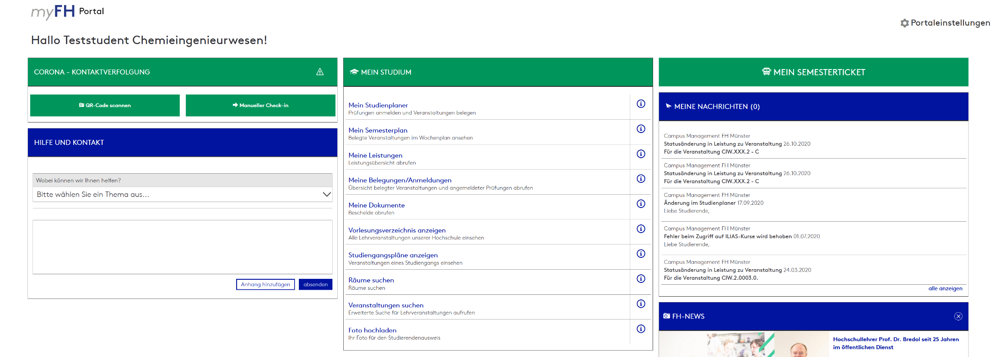 myFH Portal
Portaleinstellungen
Hallo Teststudent Chemieingenieurwesen!
CORONA - KONTAKTVERFOLGUNG
QR-Code scannen
Manueller Check-in
HILFE UND KONTAKT
Wobei können wir Ihnen helfen?
Bitte wählen Sie ein Thema aus...
Anhang hinzufügen
absenden
MEIN STUDIUM
Mein Studienplaner
Prüfungen anmelden und Veranstaltungen belegen
Mein Semesterplan
Belegte Veranstaltungen im Wochenplan ansehen
Meine Leistungen
Leistungsübersicht abrufen
Meine Belegungen/Anmeldungen
Übersicht belegter Veranstaltungen und angemeldeter Prüfungen abrufen
Meine Dokumente
Bescheide abrufen
Vorlesungsverzeichnis anzeigen
Alle Lehrveranstaltungen unserer Hochschule einsehen
Studiengangspläne anzeigen
Veranstaltungen eines Studiengangs einsehen
Räume suchen
Räume suchen
Veranstaltungen suchen
Erweiterte Suche für Lehrveranstaltungen aufrufen
Foto hochladen
Ihr Foto für den Studierendenausweis
MEIN SEMESTERTICKET
MEINE NACHRICHTEN (0)
Campus Management FH Münster
Statusänderung in Leistung zu Veranstaltung 26.10.2020
Für die Veranstaltung CIW.XXX.2 - C
Campus Management FH Münster
Statusänderung in Leistung zu Veranstaltung 26.10.2020
Für die Veranstaltung CIW.XXX.2 - C
Campus Management FH Münster
Änderung im Studienplaner 17.09.2020
Liebe Studierende,
Campus Management FH Münster
Fehler beim Zugriff auf ILIAS-Kurse wird behoben 01.07.2020
Liebe Studierende,
Campus Management FH Münster
Statusänderung in Leistung zu Veranstaltung 24.03.2020
Für die Veranstaltung CIW.2.0003.0.
alle anzeigen
FH-NEWS
Hochschullehrer Prof. Dr. Bredol seit 25 Jahren
im öffentlichen Dienst